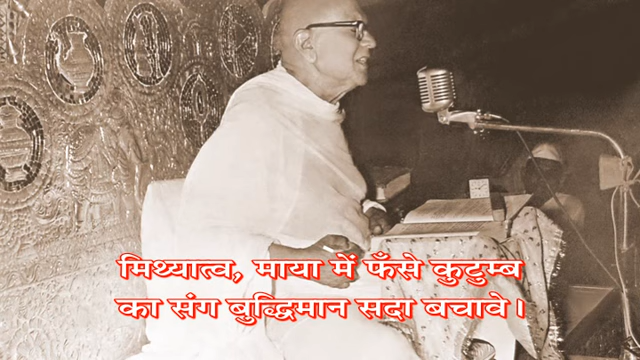 मिथ्यात्व, माया में फँसे कुटुम्ब
का संग बुद्धिमान सदा बचावे।